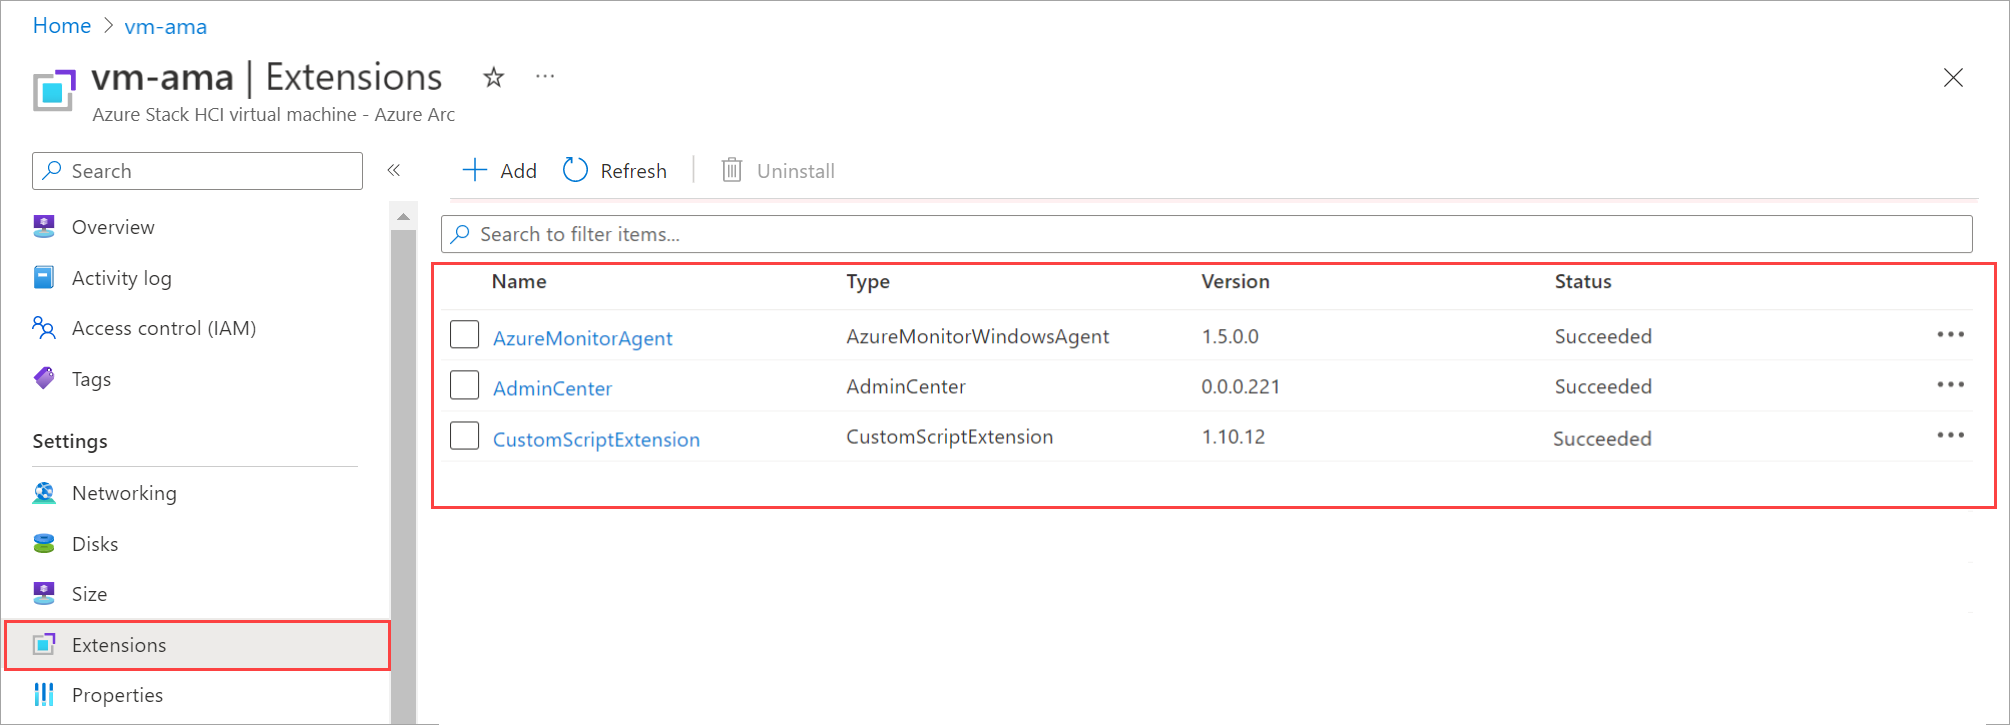 Home > vm-ama
vm-ama | Extensions
Azure Stack HCI virtual machine - Azure Arc
Search
Overview
Activity log
Access control (IAM)
Tags
Settings
Networking
Disks
Size
Extensions
Properties
Add Refresh Uninstall
Search to filter items...
Name Type Version Status
AzureMonitorAgent AzureMonitorWindowsAgent 1.5.0.0 Succeeded
AdminCenter AdminCenter 0.0.0.221 Succeeded
CustomScriptExtension CustomScriptExtension 1.10.12 Succeeded